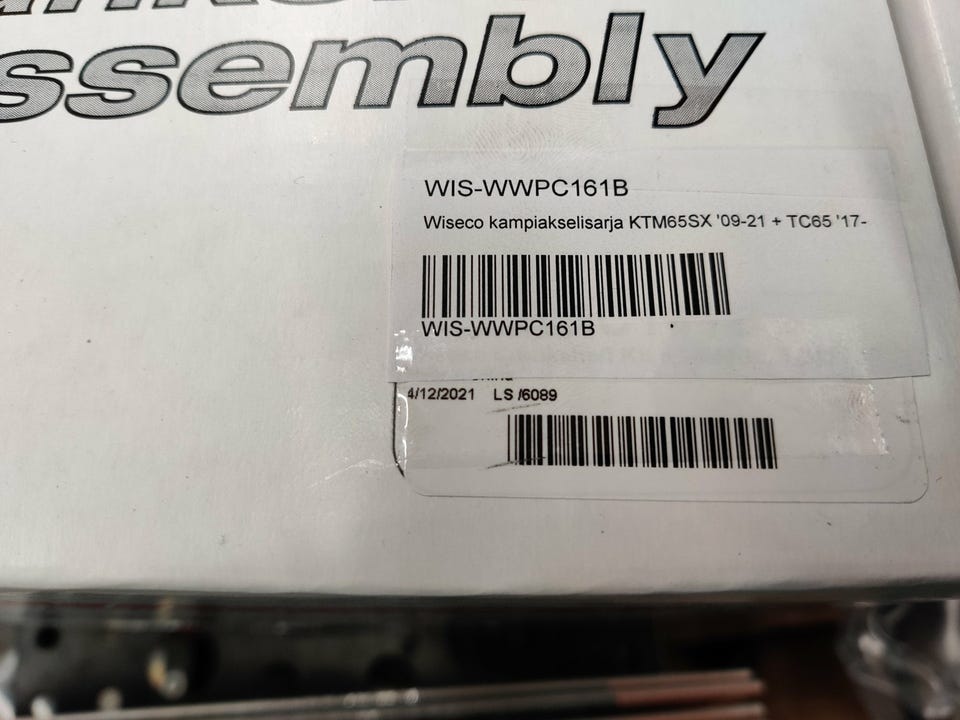 ssembly
WIS-WWPC161B
Wiseco kampiakselisarja KTM65SX '09-21 + TC65 '17-
WIS-WWPC161B
4/12/2021 LS /6089